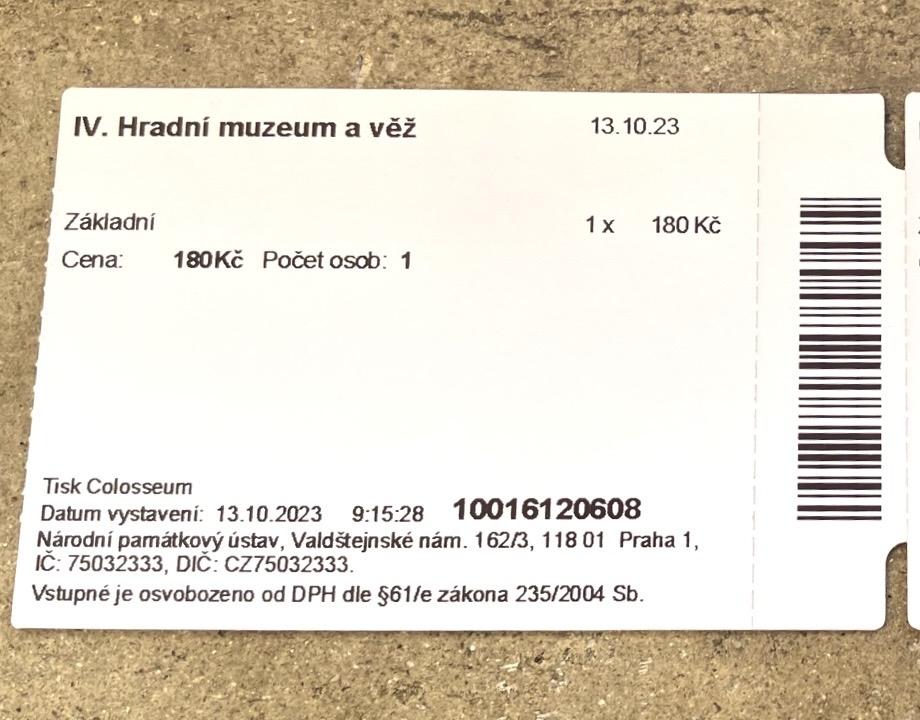 IV. Hradní muzeum a věž 13.10.23
Základní 1 x 180 Kč
Cena: 180Kč Počet osob: 1
Tisk Colosseum
Datum vystavení: 13.10.2023 9:15:28 10016120608
Národní památkový ústav, Valdštejnské nám. 162/3, 118 01 Praha 1,
IČ: 75032333, DIČ: CZ75032333.
Vstupné je osvobozeno od DPH dle §61/e zákona 235/2004 Sb.